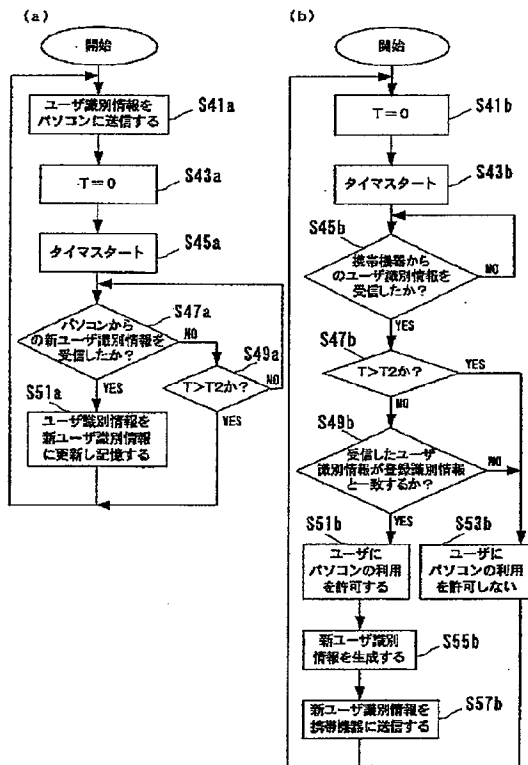 (a)
開始
ユーザ識別情報を
パソコンに送信する
S41a
T=0
S43a
タイマスタート
S45a
パソコンから
の新ユーザ識別情報を
受信したか?
S47a
NO
YES
T>T2か?
S49a
NO
YES
S51a
ユーザ識別情報を
新ユーザ識別情報
に更新し記憶する
(b)
開始
T=0
S41b
タイマスタート
S43b
S45b
携帯機器から
のユーザ識別情報を
受信したか?
NO
YES
S47b
T>T2か?
YES
NO
S49b
受信したユーザ
識別情報が登録識別情報
と一致するか?
NO
YES
S51b
ユーザに
パソコンの利用
を許可する
S53b
ユーザに
パソコンの利用
を許可しない
新ユーザ識別
情報を生成する
S55b
新ユーザ識別情報を
携帯機器に送信する
S57b